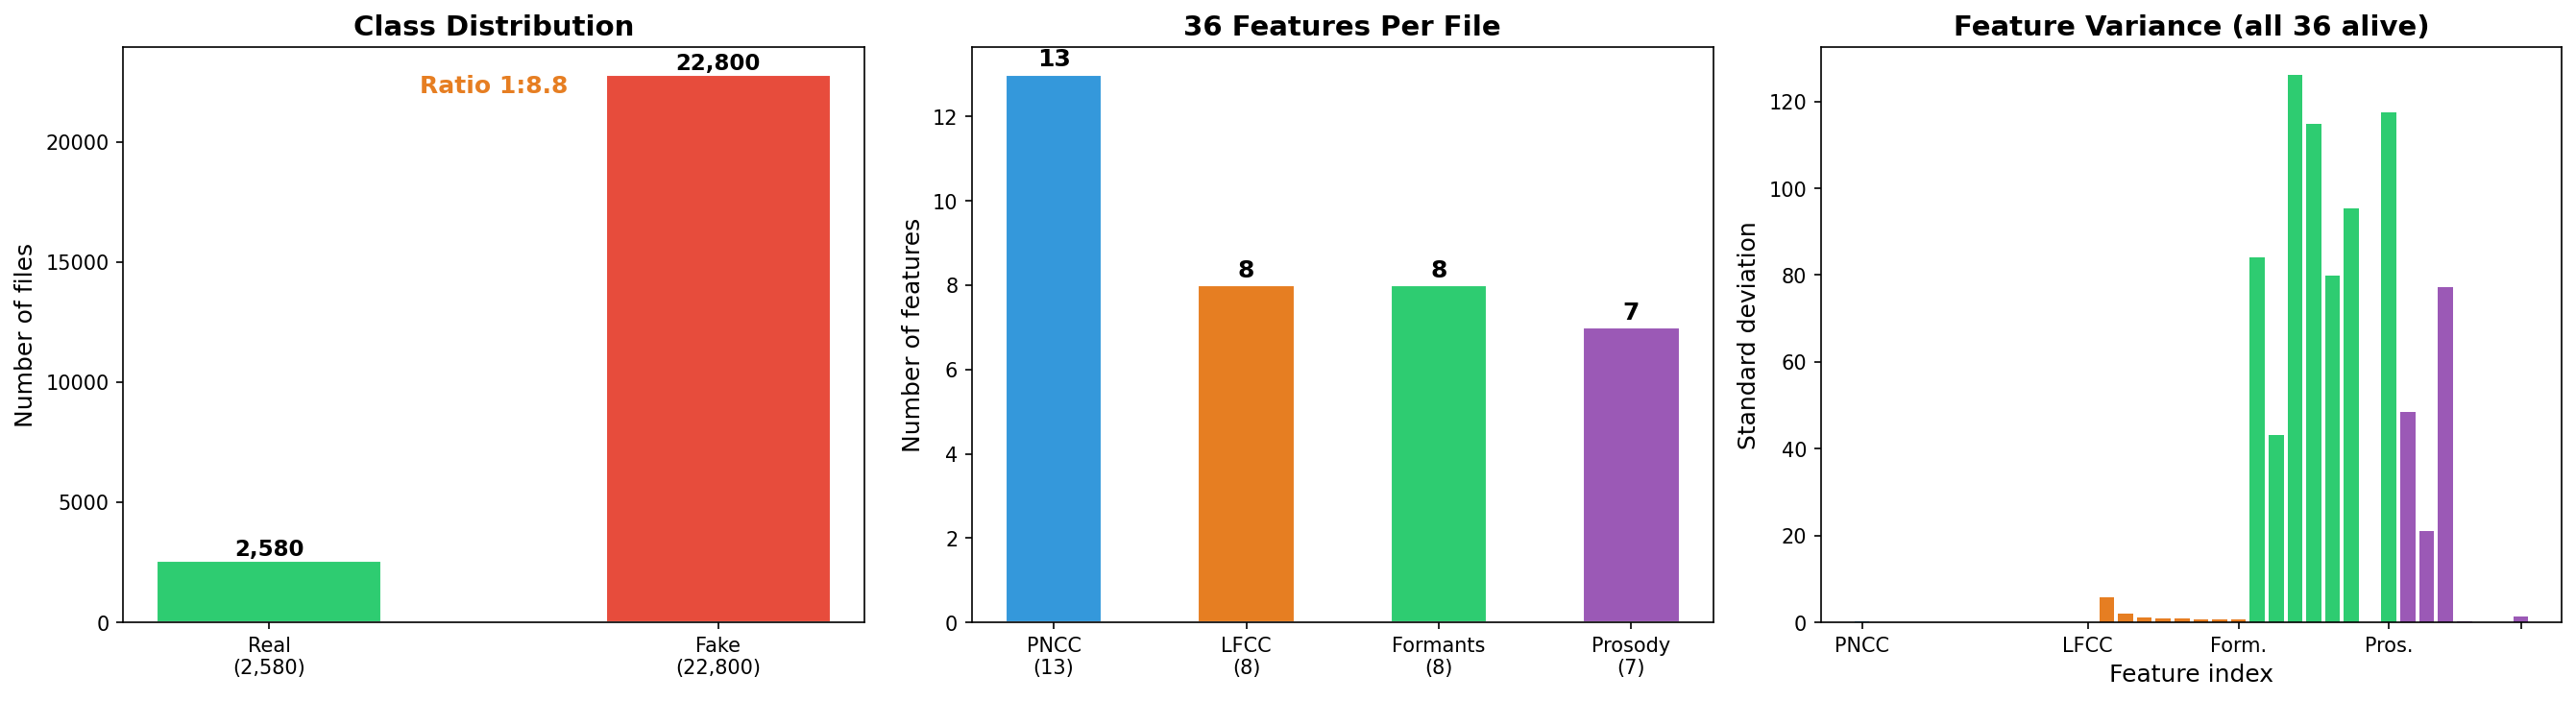 Class Distribution
Number of files
20000
15000
10000
5000
0
Ratio 1:8.8
22,800
2,580
Real
(2,580)
Fake
(22,800)
36 Features Per File
Number of features
12
10
8
6
4
2
0
13
8
8
7
PNCC
(13)
LFCC
(8)
Formants
(8)
Prosody
(7)
Feature Variance (all 36 alive)
Standard deviation
120
100
80
60
40
20
0
PNCC
LFCC
Form.
Pros.
Feature index